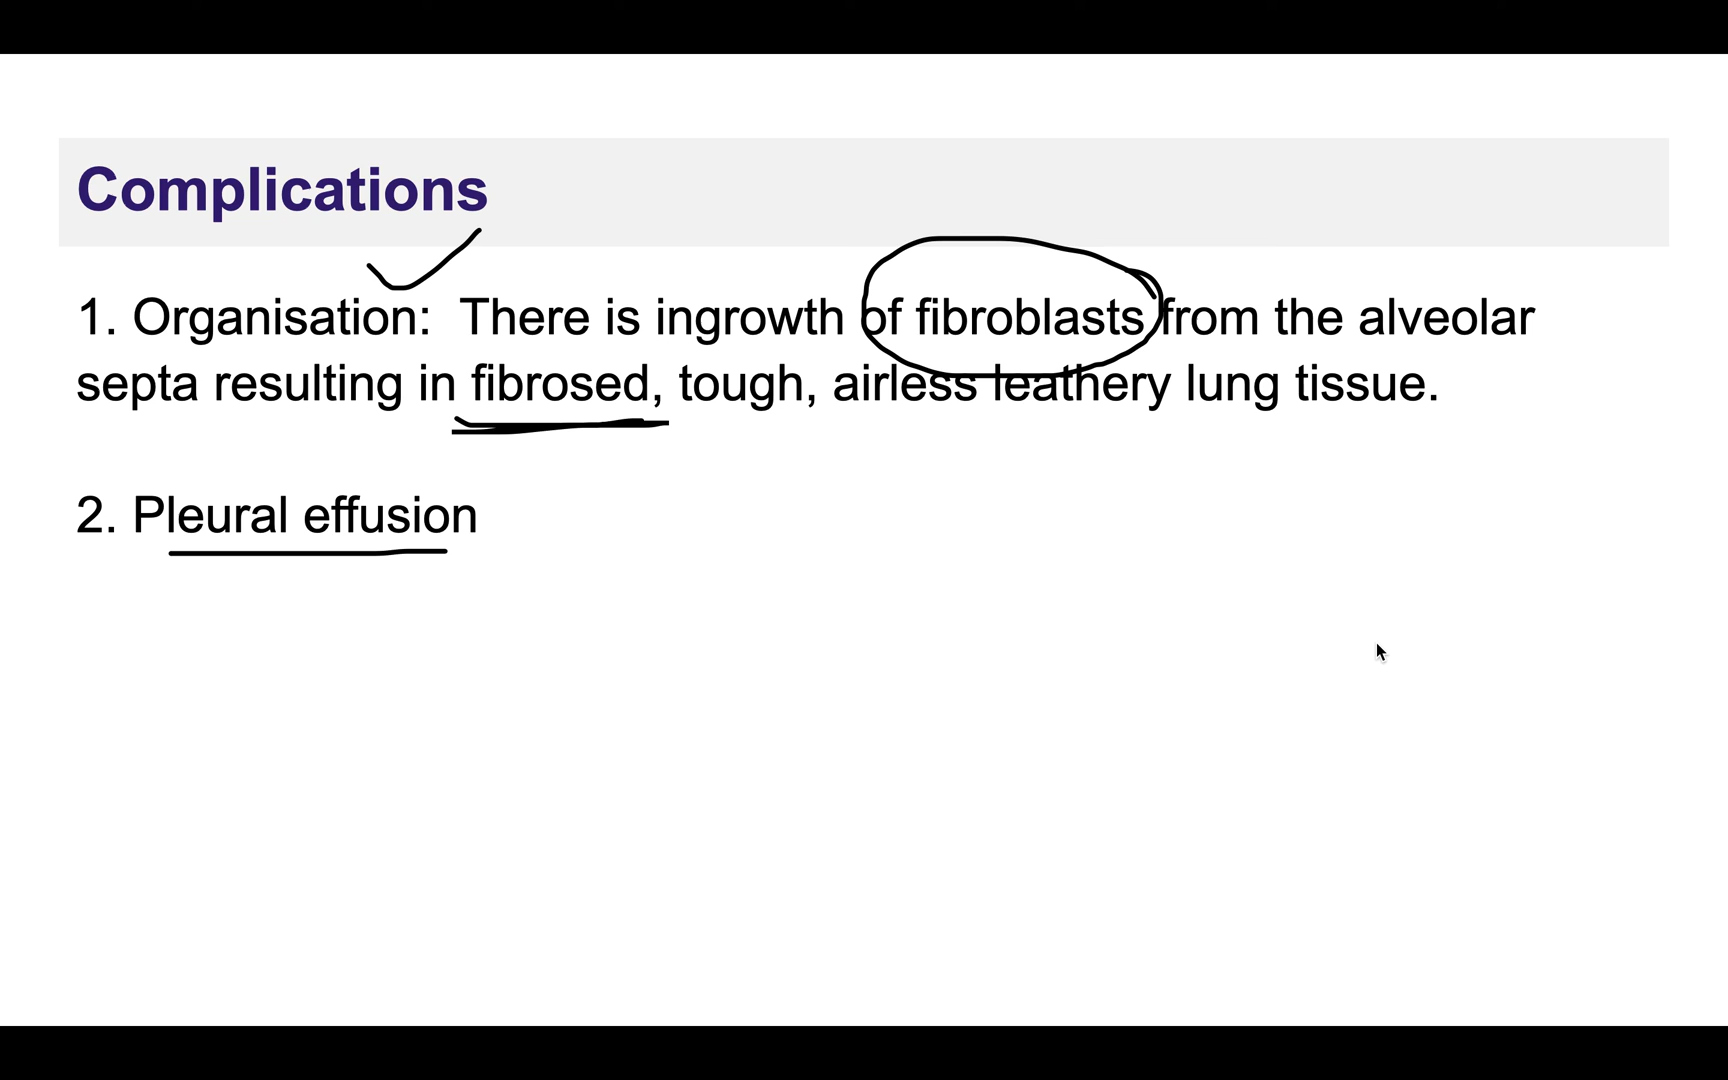 Complications
1. Organisation: There is ingrowth of fibroblasts from the alveolar
septa resulting in fibrosed, tough, airless leathery lung tissue.
2. Pleural effusion